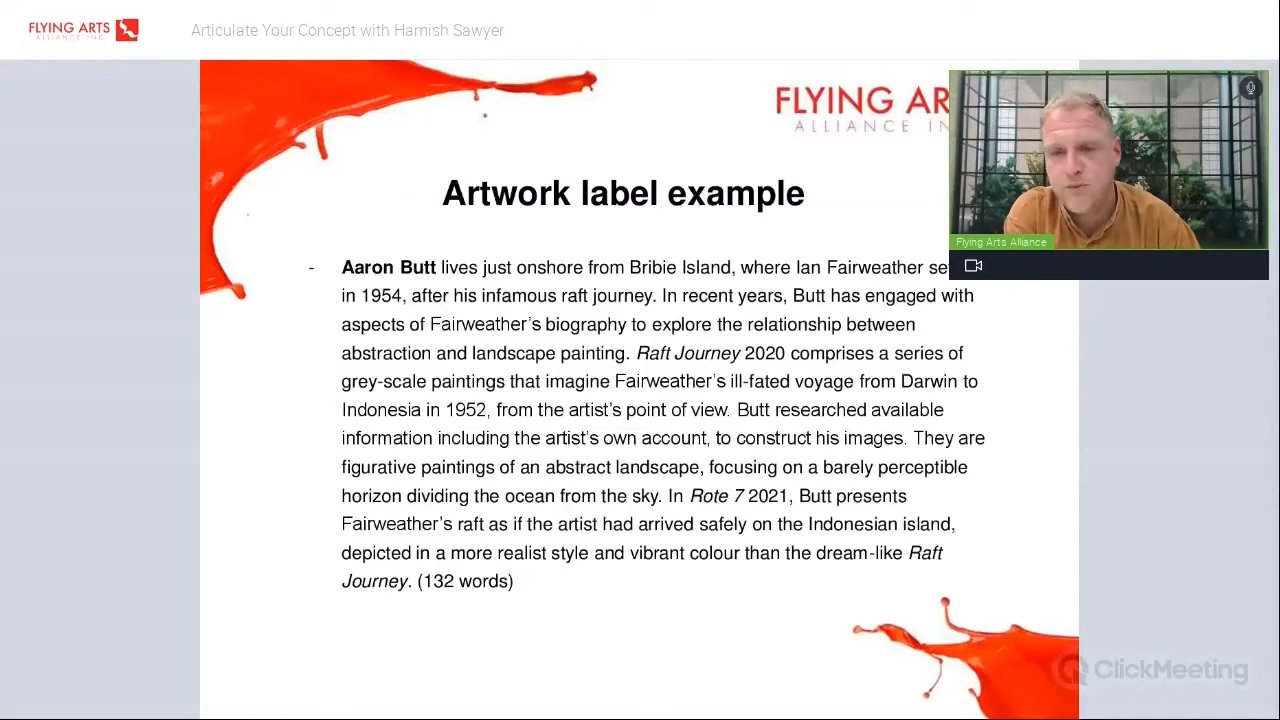 FLYING ARTS
ALLIANCE INC
Articulate Your Concept with Hamish Sawyer
FLYING AR
ALLIANCE IN
Artwork label example
Flying Arts Alliance
- Aaron Butt lives just onshore from Bribie Island, where Ian Fairweather se
in 1954, after his infamous raft journey. In recent years, Butt has engaged with
aspects of Fairweather's biography to explore the relationship between
abstraction and landscape painting. Raft Journey 2020 comprises a series of
grey-scale paintings that imagine Fairweather's ill-fated voyage from Darwin to
Indonesia in 1952, from the artist's point of view. Butt researched available
information including the artist's own account, to construct his images. They are
figurative paintings of an abstract landscape, focusing on a barely perceptible
horizon dividing the ocean from the sky. In Rote 7 2021, Butt presents
Fairweather's raft as if the artist had arrived safely on the Indonesian island,
depicted in a more realist style and vibrant colour than the dream-like Raft
Journey. (132 words)
ClickMeeting